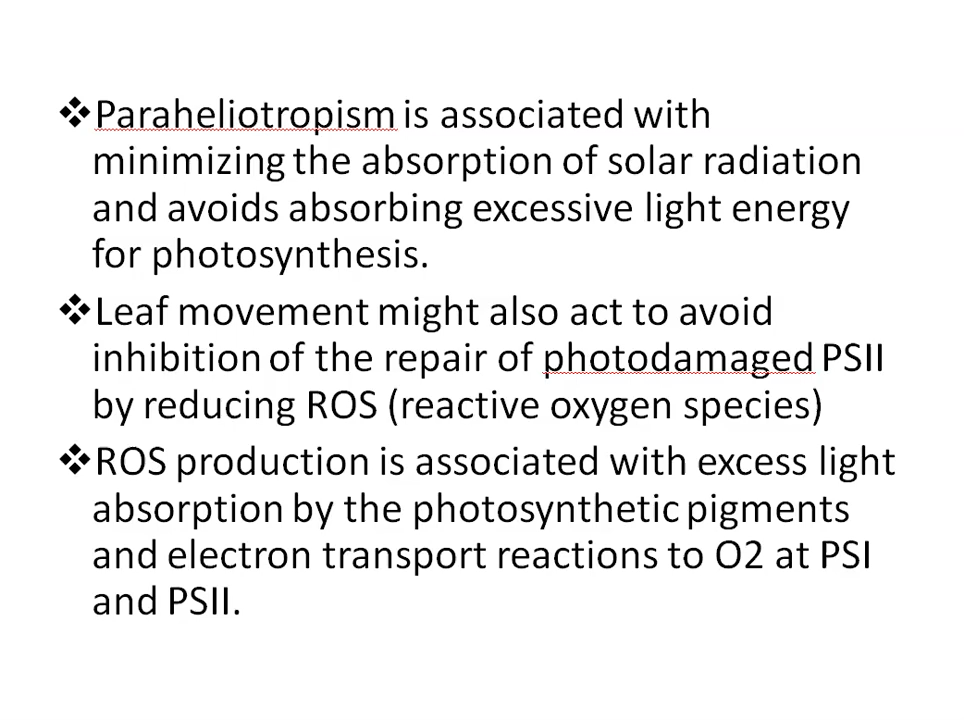 ❖Paraheliotropism is associated with
minimizing the absorption of solar radiation
and avoids absorbing excessive light energy
for photosynthesis.
❖Leaf movement might also act to avoid
inhibition of the repair of photodamaged PSII
by reducing ROS (reactive oxygen species)
❖ROS production is associated with excess light
absorption by the photosynthetic pigments
and electron transport reactions to O2 at PSI
and PSII.